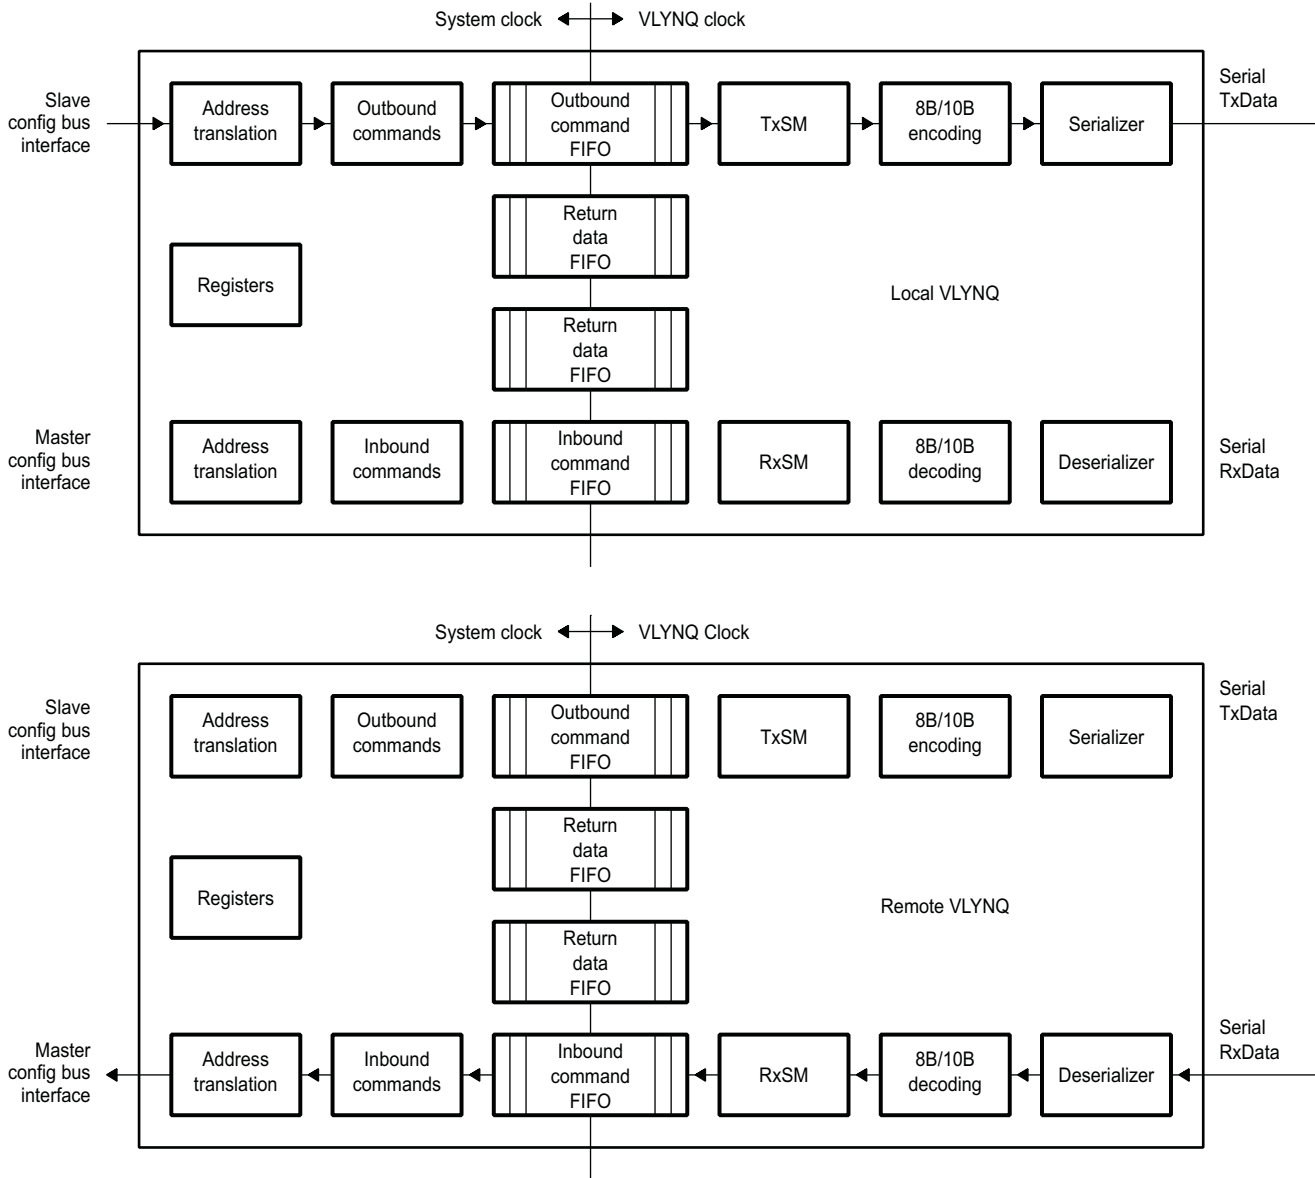 System clock
VLYNQ clock
Slave
config bus
interface
Address
translation
Outbound
commands
Outbound
command
FIFO
TxSM
8B/10B
encoding
Serializer
Serial
TxData
Return
data
FIFO
Registers
Local VLYNQ
Return
data
FIFO
Master
config bus
interface
Address
translation
Inbound
commands
Inbound
command
FIFO
RxSM
8B/10B
decoding
Deserializer
Serial
RxData
System clock
VLYNQ Clock
Slave
config bus
interface
Address
translation
Outbound
commands
Outbound
command
FIFO
TxSM
8B/10B
encoding
Serializer
Serial
TxData
Return
data
FIFO
Registers
Remote VLYNQ
Return
data
FIFO
Master
config bus
interface
Address
translation
Inbound
commands
Inbound
command
FIFO
RxSM
8B/10B
decoding
Deserializer
Serial
RxData